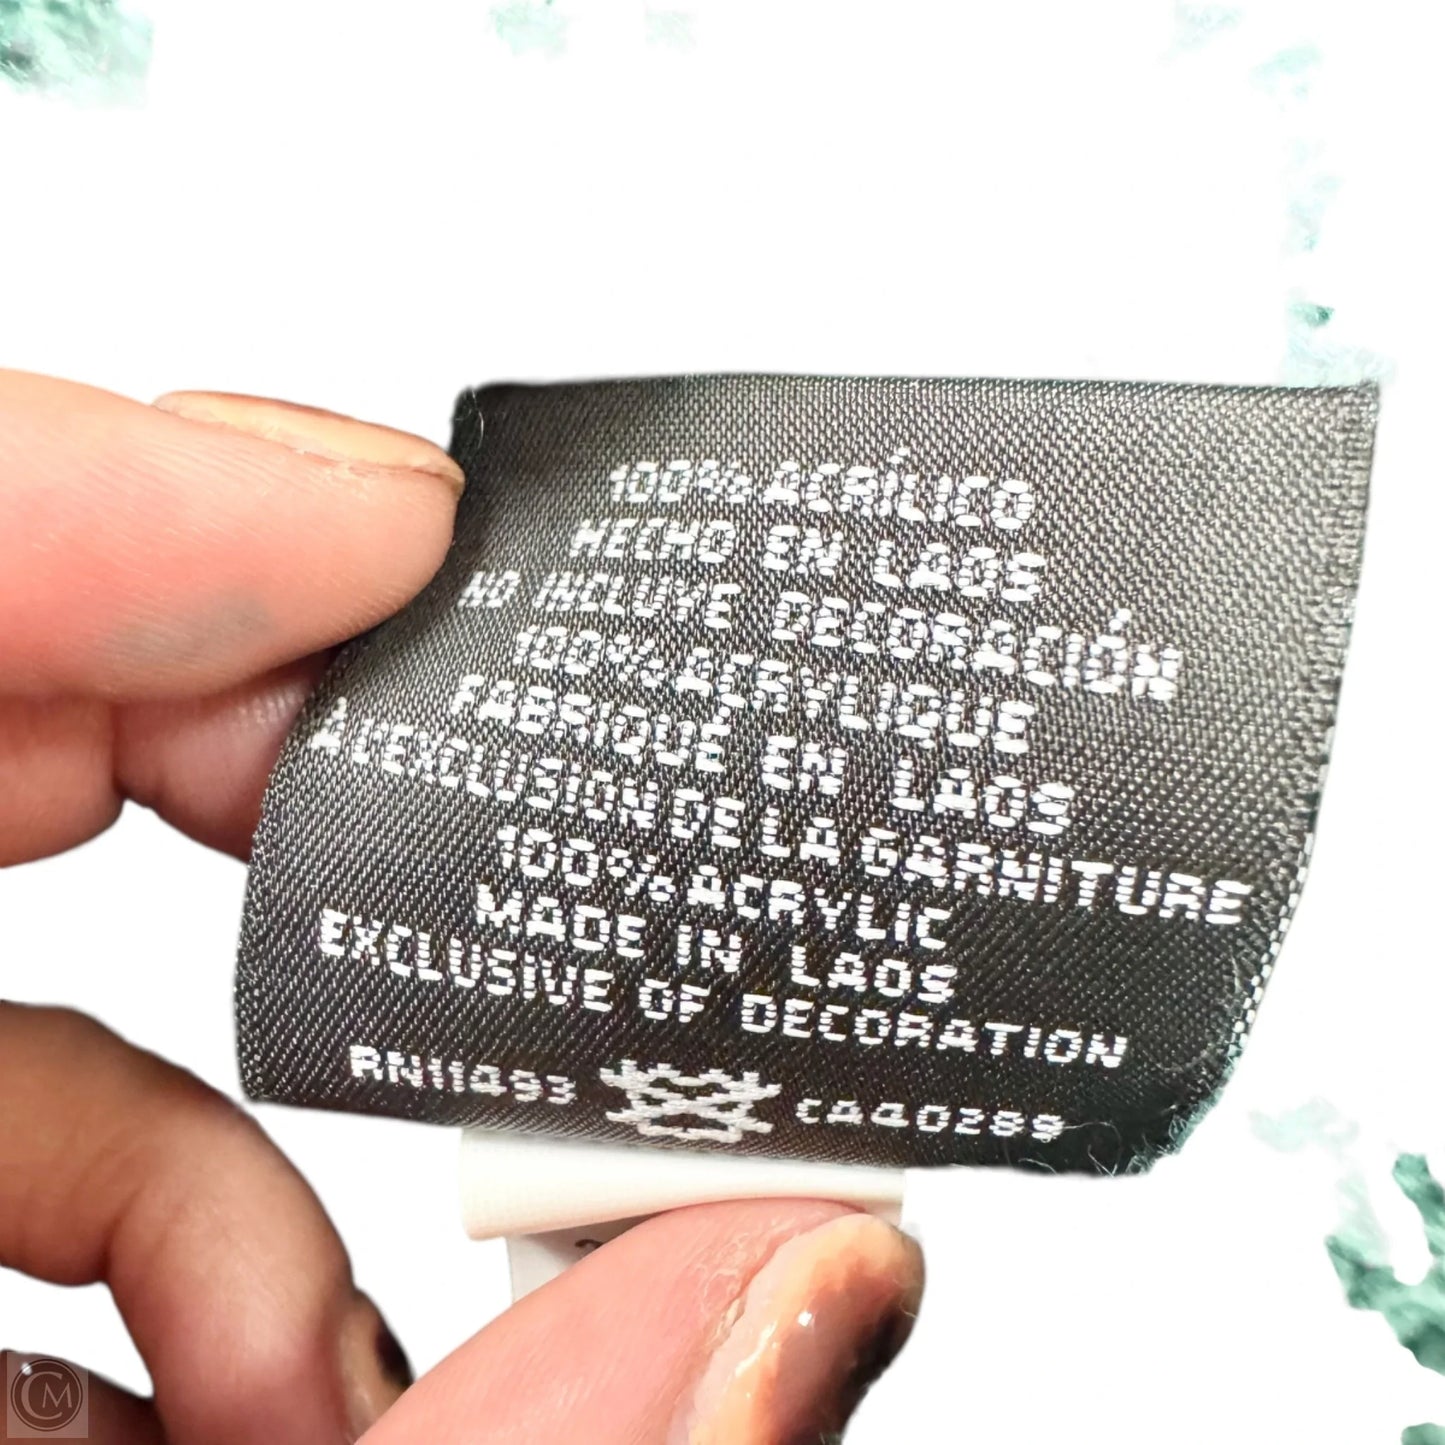 100% ACRÍLICO
HECHO EN LAOS
NO INCLUYE DECORACIÓN
100% ACRYLIQUE
FABRIQUÉ EN LAOS
À L'EXCLUSION DE LA GARNITURE
100% ACRYLIC
MADE IN LAOS
EXCLUSIVE OF DECORATION
RN11493 CA40289
CM